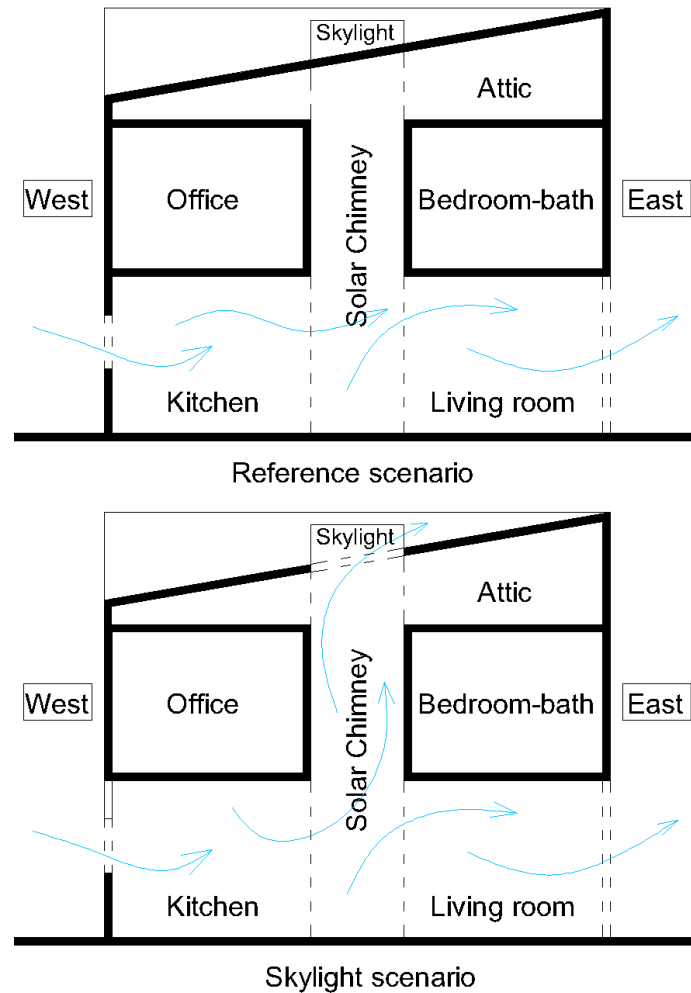 Skylight
Attic
West
Office
Solar Chimney
Bedroom-bath
East
Kitchen
Living room
Reference scenario
Skylight
Attic
West
Office
Solar Chimney
Bedroom-bath
East
Kitchen
Living room
Skylight scenario